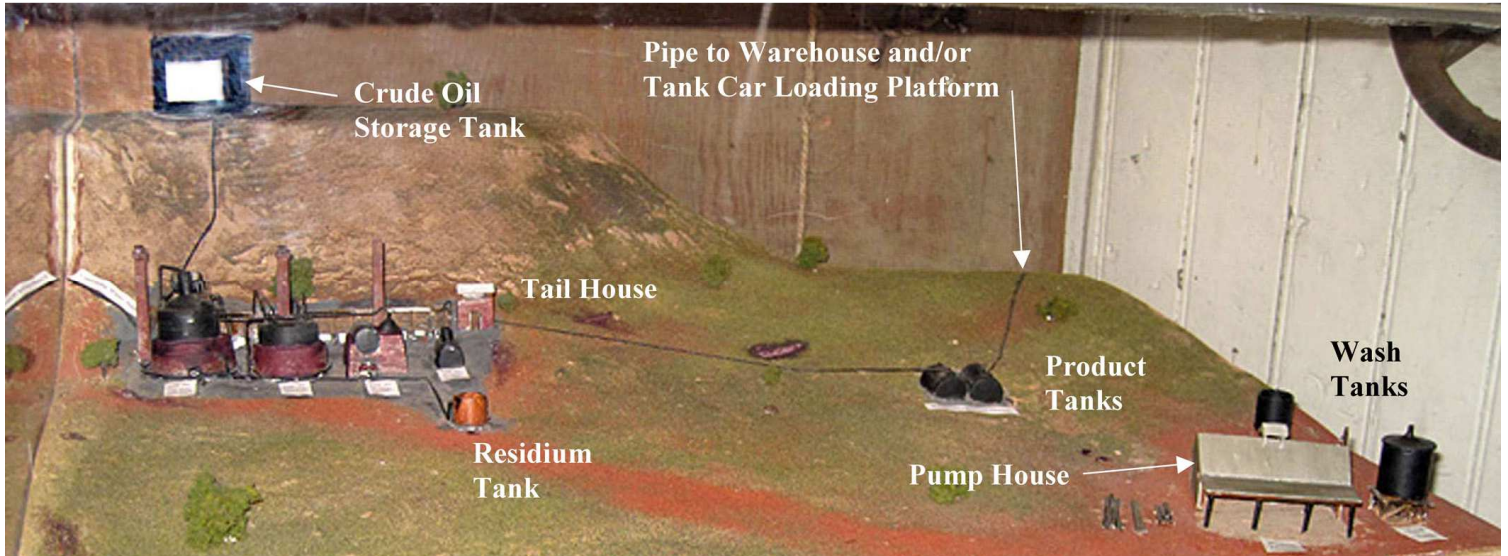 Pipe to Warehouse and/or
Tank Car Loading Platform
Crude Oil
Storage Tank
Tail House
Wash
Tanks
Product
Tanks
Residium
Tank
Pump House